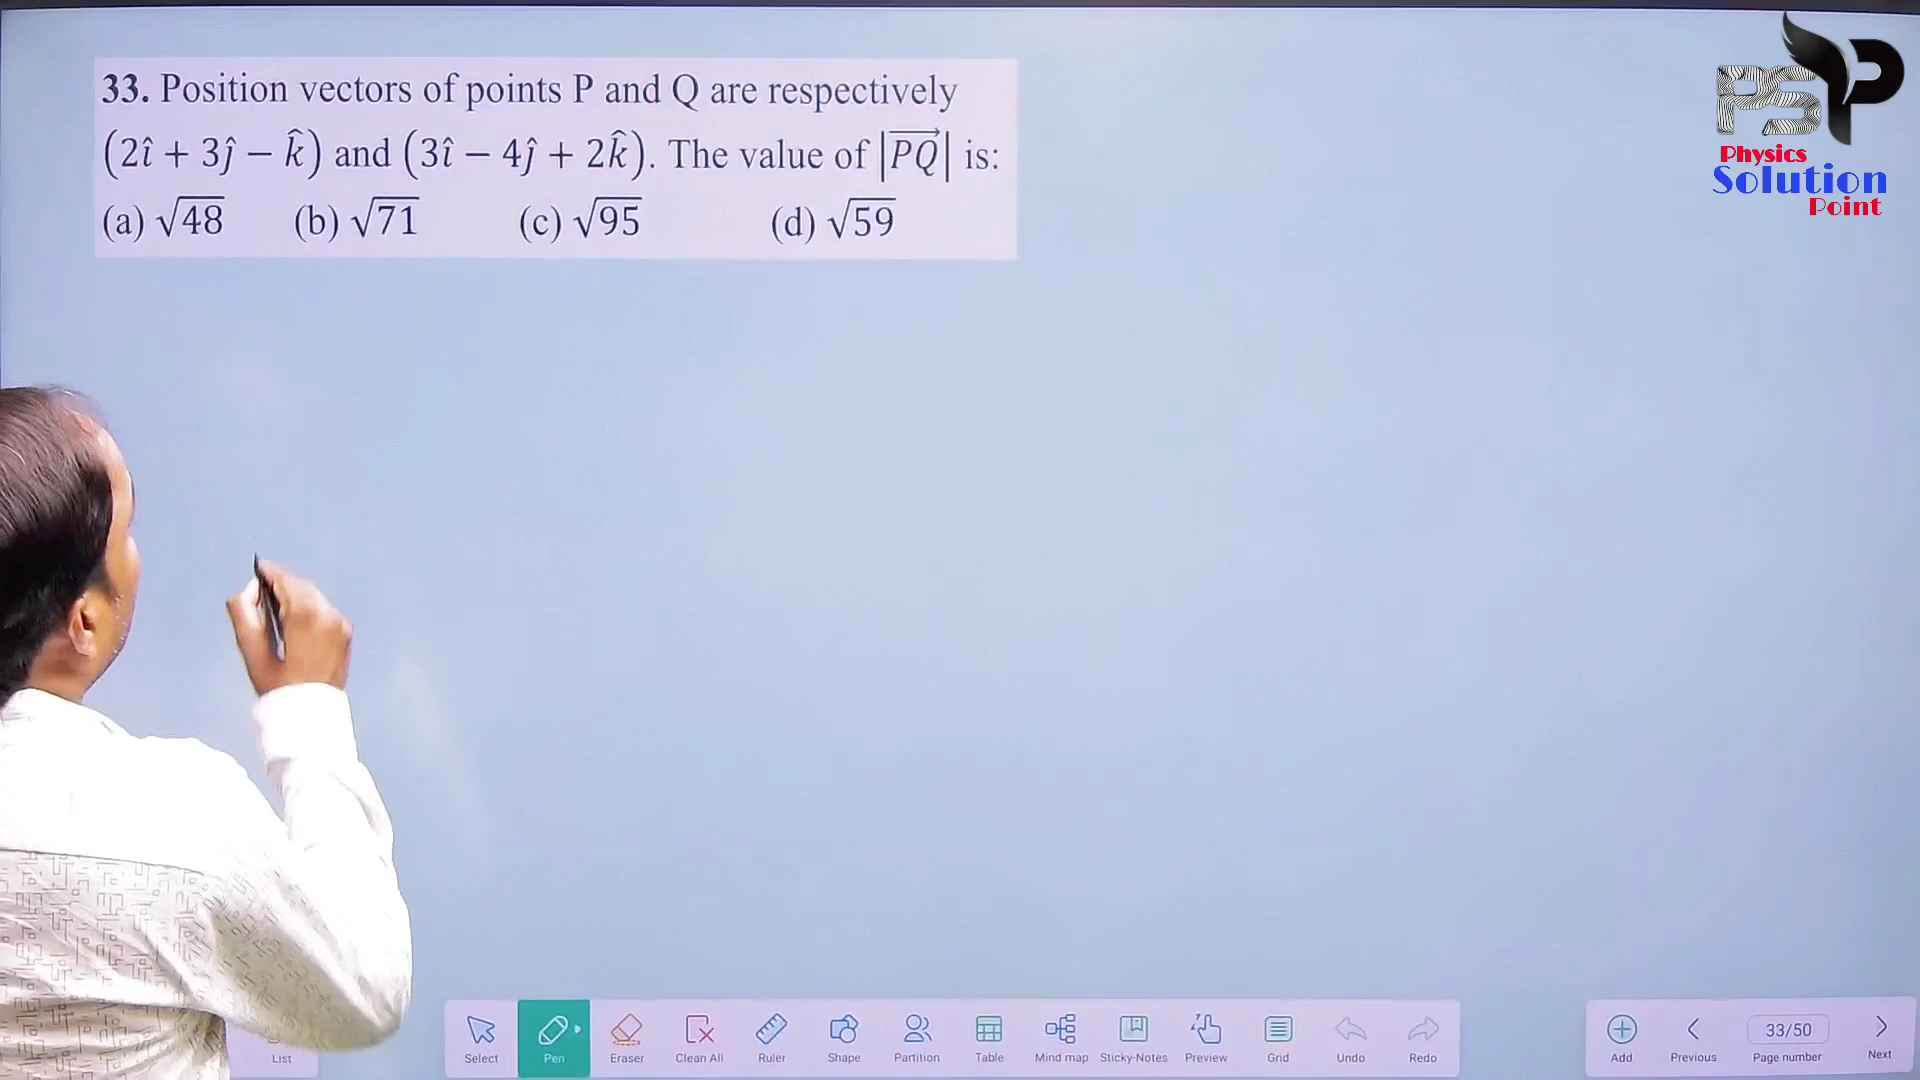 33. Position vectors of points P and Q are respectively
(2î + 3ĵ − k̂) and (3î − 4ĵ + 2k̂). The value of |PQ⃗| is:
(a) √48 (b) √71 (c) √95 (d) √59
PSP
Physics
Solution
Point
List
Select
Pen
Eraser
Clean All
Ruler
Shape
Partition
Table
Mind map
Sticky-Notes
Preview
Grid
Undo
Redo
Add
Previous
33/50
Page number
Next